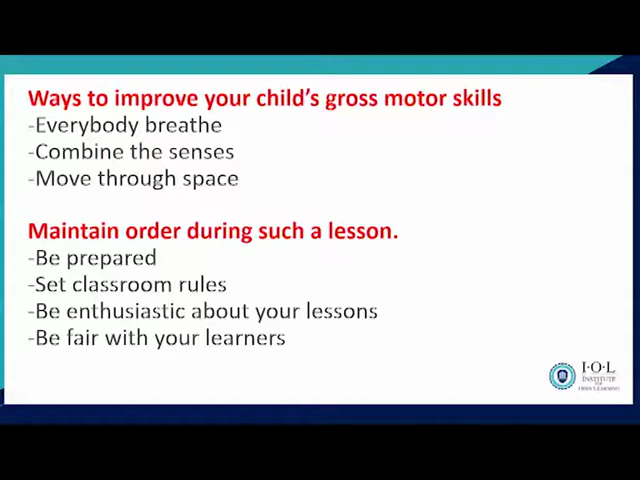 Ways to improve your child's gross motor skills
-Everybody breathe
-Combine the senses
-Move through space
Maintain order during such a lesson.
-Be prepared
-Set classroom rules
-Be enthusiastic about your lessons
-Be fair with your learners
I·O·L
INSTITUTE
FOR
OPEN LEARNING